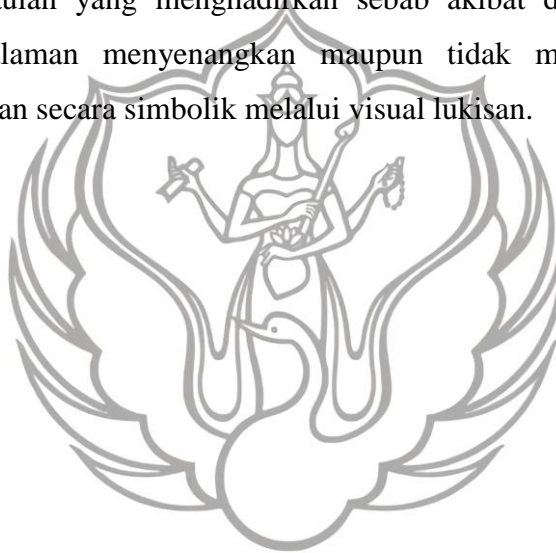 yang menghadirkan sebab akibat
menyenangkan maupun tidak
secara simbolik melalui visual lukisan.